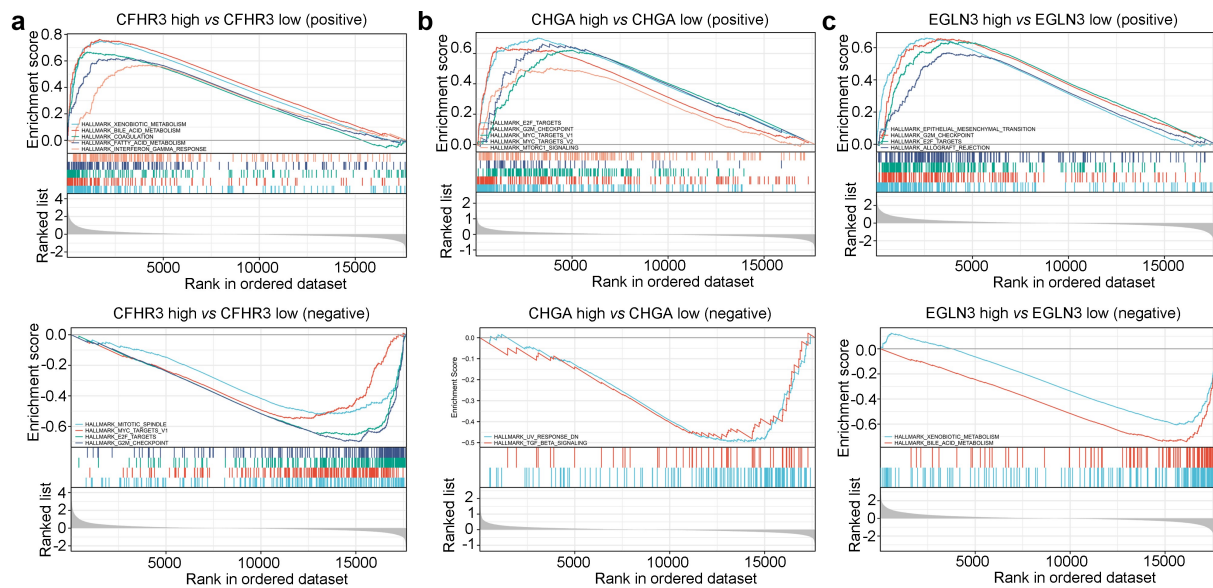 a
CFHR3 high vs CFHR3 low (positive)
Enrichment score
0.8
0.6
0.4
0.2
0.0
HALLMARK_XENOBIOTIC_METABOLISM
HALLMARK_BILE_ACID_METABOLISM
HALLMARK_COAGULATION
HALLMARK_FATTY_ACID_METABOLISM
HALLMARK_INTERFERON_GAMMA_RESPONSE
Ranked list
4
2
0
-2
5000 10000 15000
Rank in ordered dataset
b
CHGA high vs CHGA low (positive)
Enrichment score
0.6
0.4
0.2
0.0
HALLMARK_E2F_TARGETS
HALLMARK_G2M_CHECKPOINT
HALLMARK_MYC_TARGETS_V1
HALLMARK_MYC_TARGETS_V2
HALLMARK_MTORC1_SIGNALING
Ranked list
2
1
0
-1
5000 10000 15000
Rank in ordered dataset
c
EGLN3 high vs EGLN3 low (positive)
Enrichment score
0.6
0.4
0.2
0.0
HALLMARK_EPITHELIAL_MESENCHYMAL_TRANSITION
HALLMARK_G2M_CHECKPOINT
HALLMARK_E2F_TARGETS
HALLMARK_ALLOGRAFT_REJECTION
Ranked list
2
0
-2
5000 10000 15000
Rank in ordered dataset
CFHR3 high vs CFHR3 low (negative)
Enrichment score
0.0
-0.2
-0.4
-0.6
HALLMARK_MITOTIC_SPINDLE
HALLMARK_MYC_TARGETS_V1
HALLMARK_E2F_TARGETS
HALLMARK_G2M_CHECKPOINT
Ranked list
4
2
0
-2
5000 10000 15000
Rank in ordered dataset
CHGA high vs CHGA low (negative)
Enrichment Score
0.0
-0.1
-0.2
-0.3
-0.4
-0.5
HALLMARK_UV_RESPONSE_DN
HALLMARK_TGF_BETA_SIGNALING
Ranked list
2
1
0
-1
5000 10000 15000
Rank in ordered dataset
EGLN3 high vs EGLN3 low (negative)
Enrichment score
0.0
-0.2
-0.4
-0.6
HALLMARK_XENOBIOTIC_METABOLISM
HALLMARK_BILE_ACID_METABOLISM
Ranked list
2
0
-2
5000 10000 15000
Rank in ordered dataset